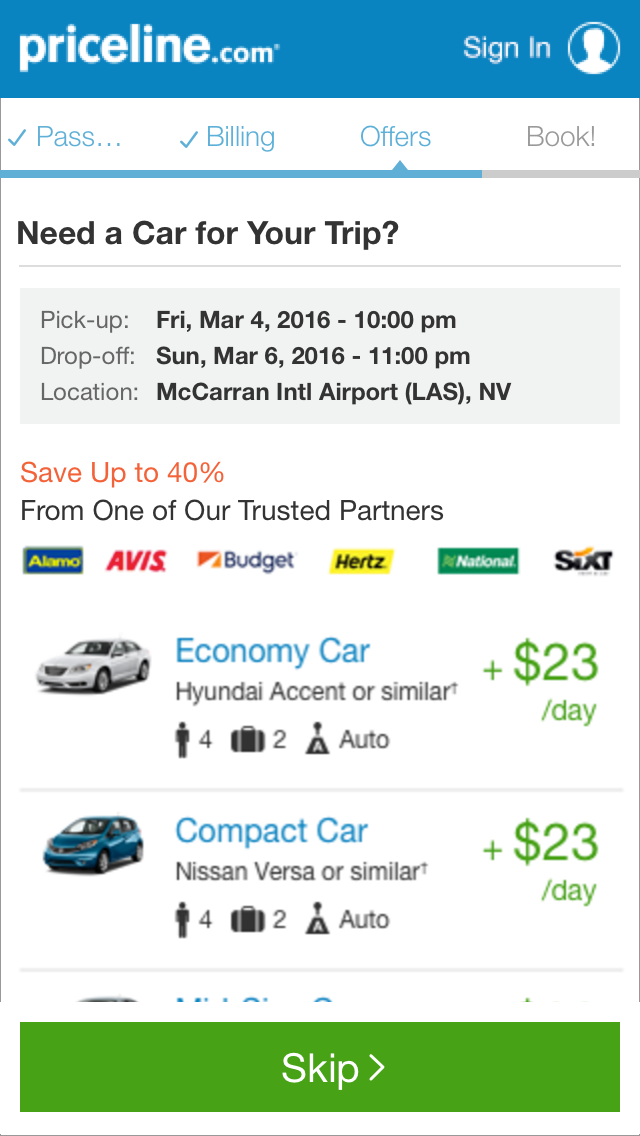 priceline.com
Sign In
✓ Pass…
✓ Billing
Offers
Book!
Need a Car for Your Trip?
Pick-up: Fri, Mar 4, 2016 - 10:00 pm
Drop-off: Sun, Mar 6, 2016 - 11:00 pm
Location: McCarran Intl Airport (LAS), NV
Save Up to 40%
From One of Our Trusted Partners
Alamo AVIS Budget Hertz National SIXT
Economy Car
+ $23
Hyundai Accent or similar†
/day
4 2 A Auto
Compact Car
+ $23
Nissan Versa or similar†
/day
4 2 A Auto
Skip >